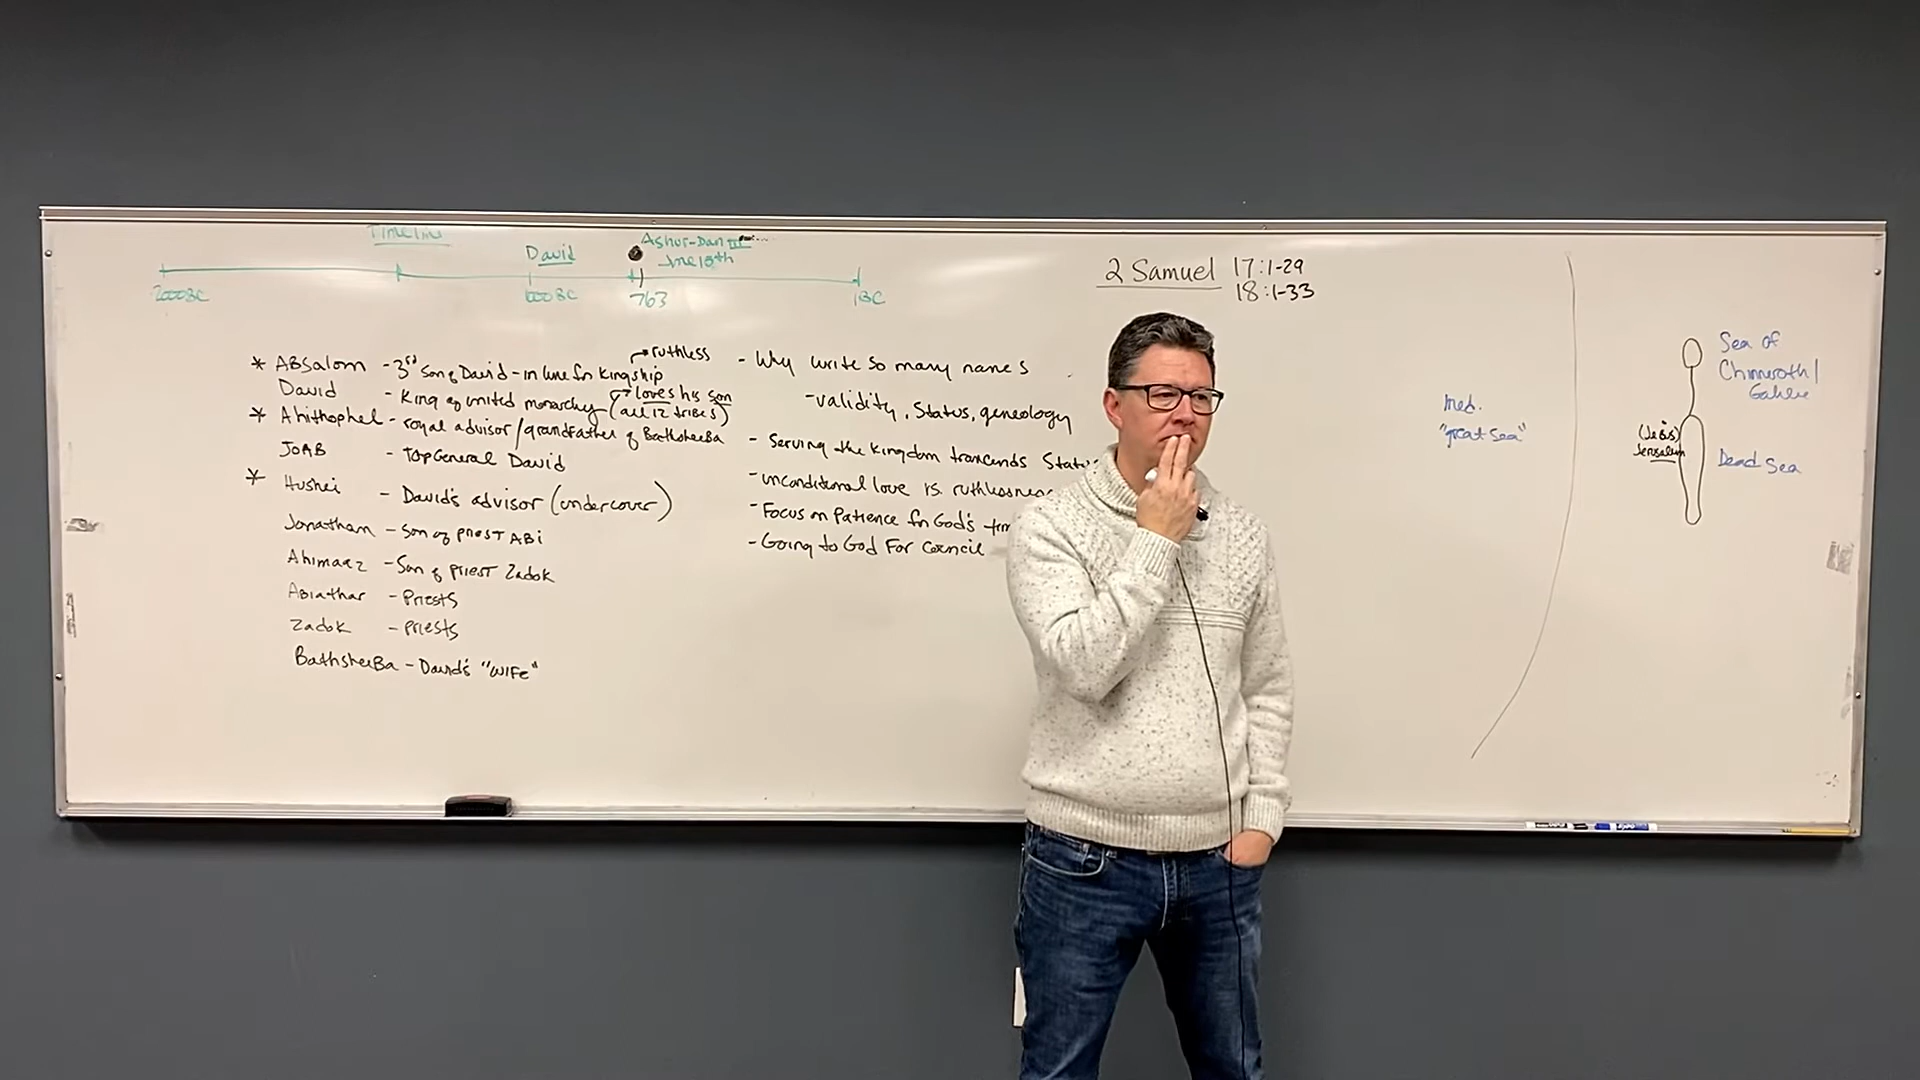 Timeline
David
Ashur-Dan III
June 15th
2000BC
1000BC
763
1BC
2 Samuel 17:1-29
18:1-33
→ ruthless
* ABSalom - 3rd Son of David - in line for Kingship
→ loves his son
David - King of united monarchy (all 12 tribes)
* Ahithophel - royal advisor / grandfather of BathsheBa
JOAB - Top General David
* Hushai - David's advisor (undercover)
Jonathan - Son of priest ABi
Ahimaaz - Son of priest Zadok
Abiathar - Priests
Zadok - priests
BathsheBa - David's "wife"
- Why write so many names
- validity, Status, geneology
- Serving the Kingdom trancends Stat
- unconditional love vs. ruthlessness
- Focus on Patience for God's
- Going to God For Council
med.
"great Sea"
Sea of
Chinneroth /
Galilee
(Jebus)
Jerusalem
Dead Sea
EXPO